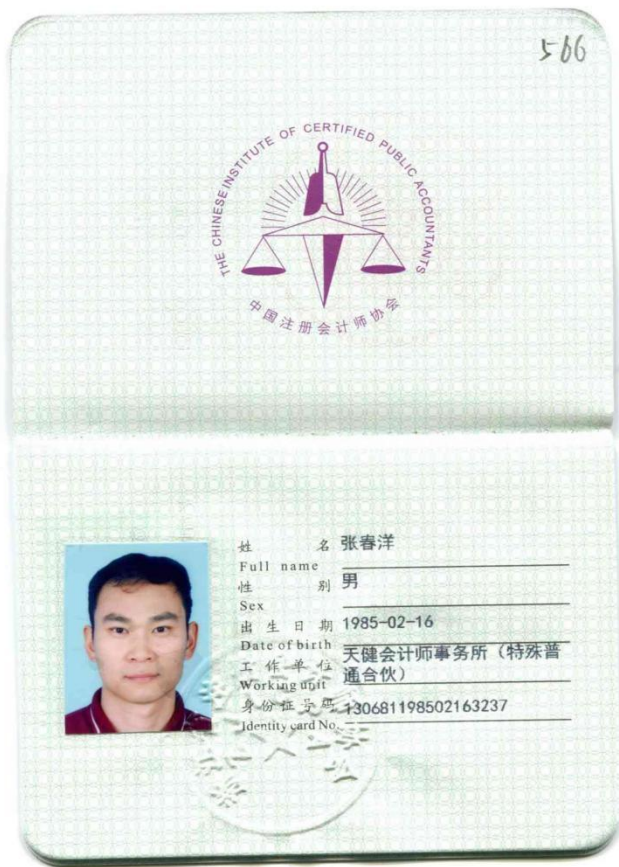 566
THE CHINESE INSTITUTE OF CERTIFIED PUBLIC ACCOUNTANTS
中国注册会计师协会
姓 名 张春洋
Full name
性 别 男
Sex
出生日期 1985-02-16
Date of birth
工作单位 天健会计师事务所（特殊普
Working unit 通合伙）
身份证号码 130681198502163237
Identity card No.